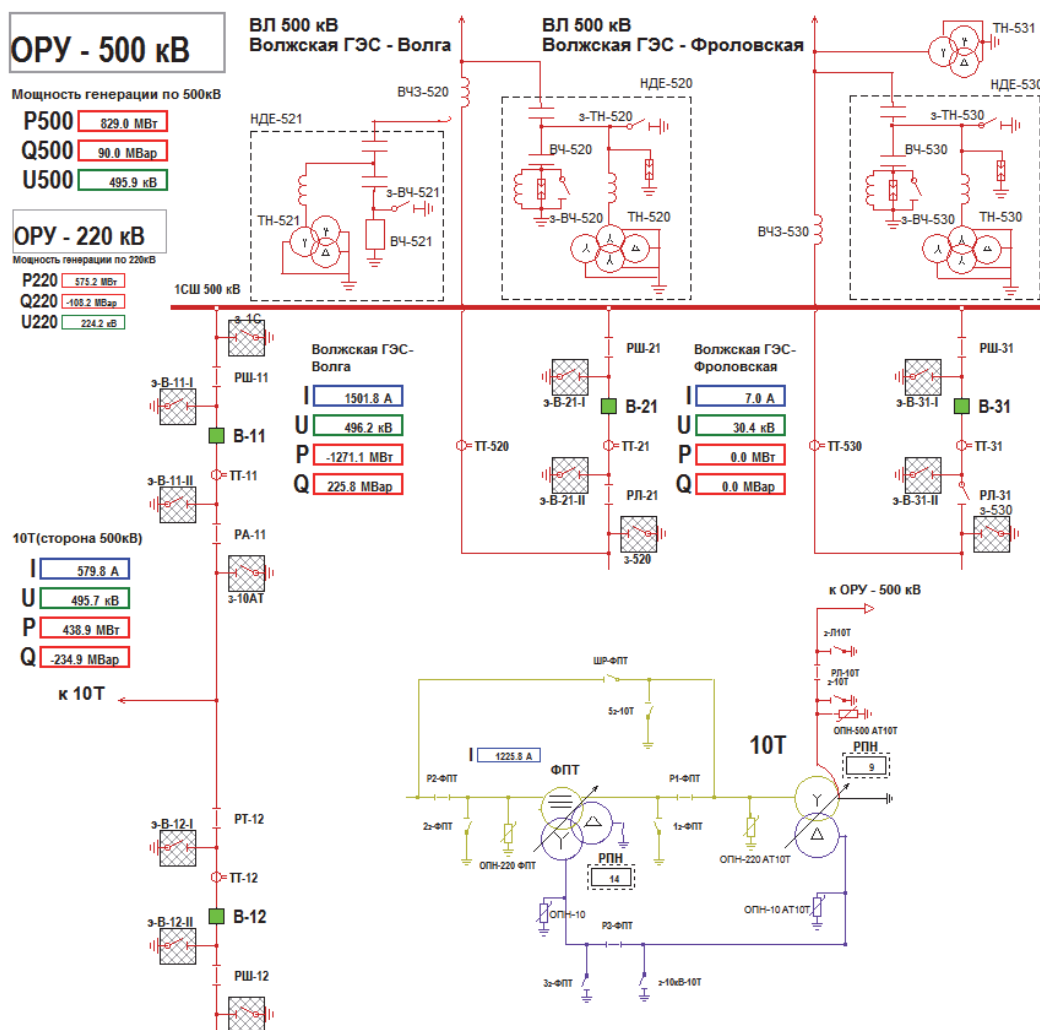 ОРУ - 500 кВ
Мощность генерации по 500кВ
P500 829.0 МВт
Q500 90.0 МВар
U500 495.9 кВ
ОРУ - 220 кВ
Мощность генерации по 220кВ
P220 575.2 МВт
Q220 -108.2 МВар
U220 224.2 кВ
ВЛ 500 кВ
Волжская ГЭС - Волга
ВЛ 500 кВ
Волжская ГЭС - Фроловская
ТН-531
ВЧЗ-520
НДЕ-520
НДЕ-530
НДЕ-521
з-ТН-520
з-ТН-530
ВЧ-520
ВЧ-530
з-ВЧ-521
ТН-521
ВЧ-521
з-ВЧ-520
ТН-520
ВЧЗ-530
з-ВЧ-530
ТН-530
1СШ 500 кВ
з-1С
РШ-11
э-В-11-I
В-11
ТТ-11
э-В-11-II
РА-11
з-10АТ
Волжская ГЭС-
Волга
I 1501.8 А
U 496.2 кВ
P -1271.1 МВт
Q 225.8 МВар
ТТ-520
РШ-21
э-В-21-I
В-21
ТТ-21
э-В-21-II
РЛ-21
з-520
Волжская ГЭС-
Фроловская
I 7.0 А
U 30.4 кВ
P 0.0 МВт
Q 0.0 МВар
ТТ-530
РШ-31
э-В-31-I
В-31
ТТ-31
э-В-31-II
РЛ-31
з-530
10Т(сторона 500кВ)
I 579.8 А
U 495.7 кВ
P 438.9 МВт
Q -234.9 МВар
к 10Т
РТ-12
э-В-12-I
ТТ-12
В-12
э-В-12-II
РШ-12
к ОРУ - 500 кВ
г-Л10Т
РЛ-10Т
г-10Т
ОПН-500 АТ10Т
ШР-ФПТ
5г-10Т
10Т
РПН
9
I 1225.8 А
ФПТ
Р2-ФПТ
Р1-ФПТ
2г-ФПТ
1г-ФПТ
ОПН-220 ФПТ
РПН
14
ОПН-220 АТ10Т
ОПН-10
ОПН-10 АТ10Т
Р3-ФПТ
3г-ФПТ
г-10кВ-10Т